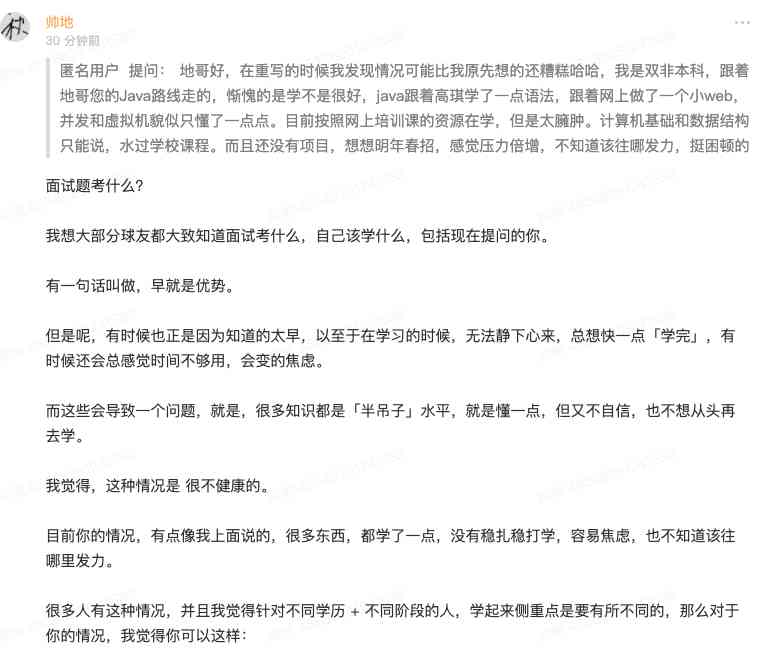 帅地
30 分钟前
匿名用户 提问： 地哥好，在重写的时候我发现情况可能比我原先想的还糟糕哈哈，我是双非本科，跟着
地哥您的Java路线走的，惭愧的是学不是很好，java跟着高琪学了一点语法，跟着网上做了一个小web，
并发和虚拟机貌似只懂了一点点。目前按照网上培训课的资源在学，但是太臃肿。计算机基础和数据结构
只能说，水过学校课程。而且还没有项目，想想明年春招，感觉压力倍增，不知道该往哪发力，挺困顿的
面试题考什么？
我想大部分球友都大致知道面试考什么，自己该学什么，包括现在提问的你。
有一句话叫做，早就是优势。
但是呢，有时候也正是因为知道的太早，以至于在学习的时候，无法静下心来，总想快一点「学完」，有
时候还会总感觉时间不够用，会变的焦虑。
而这些会导致一个问题，就是，很多知识都是「半吊子」水平，就是懂一点，但又不自信，也不想从头再
去学。
我觉得，这种情况是 很不健康的。
目前你的情况，有点像我上面说的，很多东西，都学了一点，没有稳扎稳打学，容易焦虑，也不知道该往
哪里发力。
很多人有这种情况，并且我觉得针对不同学历 + 不同阶段的人，学起来侧重点是要有所不同的，那么对于
你的情况，我觉得你可以这样：